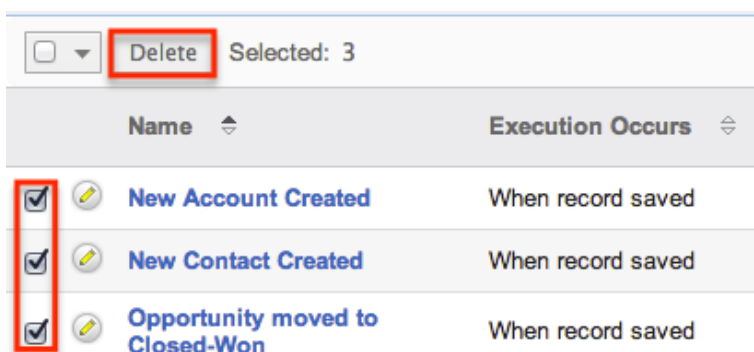 Delete Selected: 3
Name Execution Occurs
New Account Created When record saved
New Contact Created When record saved
Opportunity moved to
Closed-Won When record saved